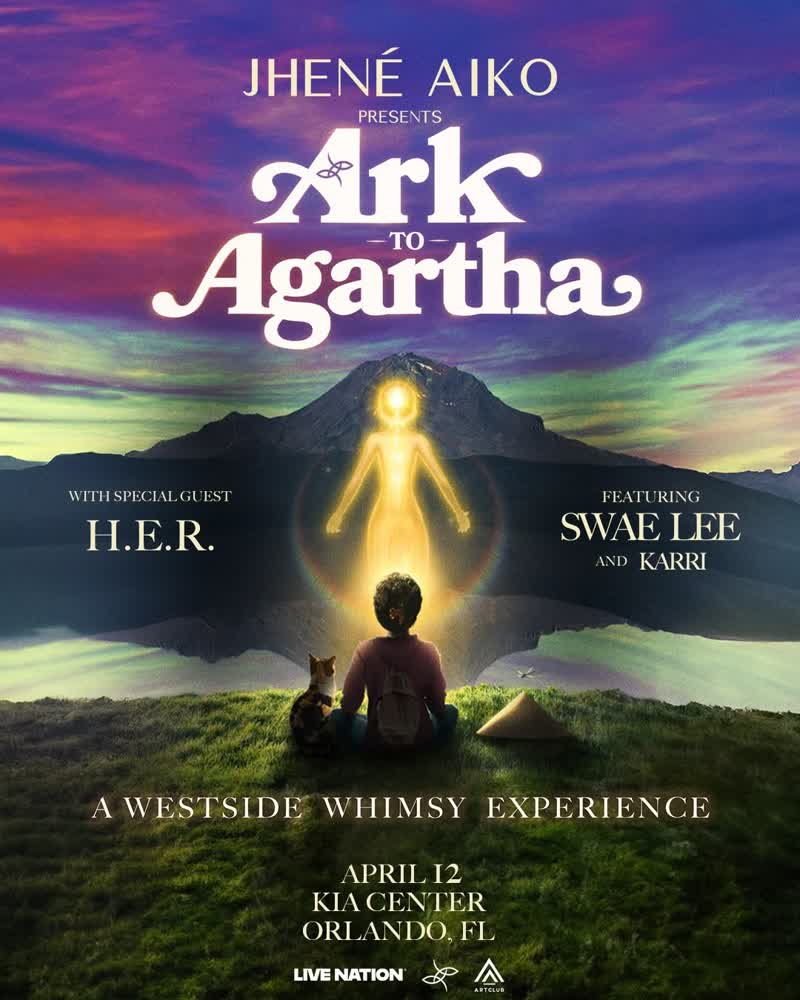 JHENÉ AIKO
PRESENTS
Ark
TO
Agartha
WITH SPECIAL GUEST
H.E.R.
FEATURING
SWAE LEE
AND KARRI
A WESTSIDE WHIMSY EXPERIENCE
APRIL 12
KIA CENTER
ORLANDO, FL
LIVE NATION
ARTCLUB